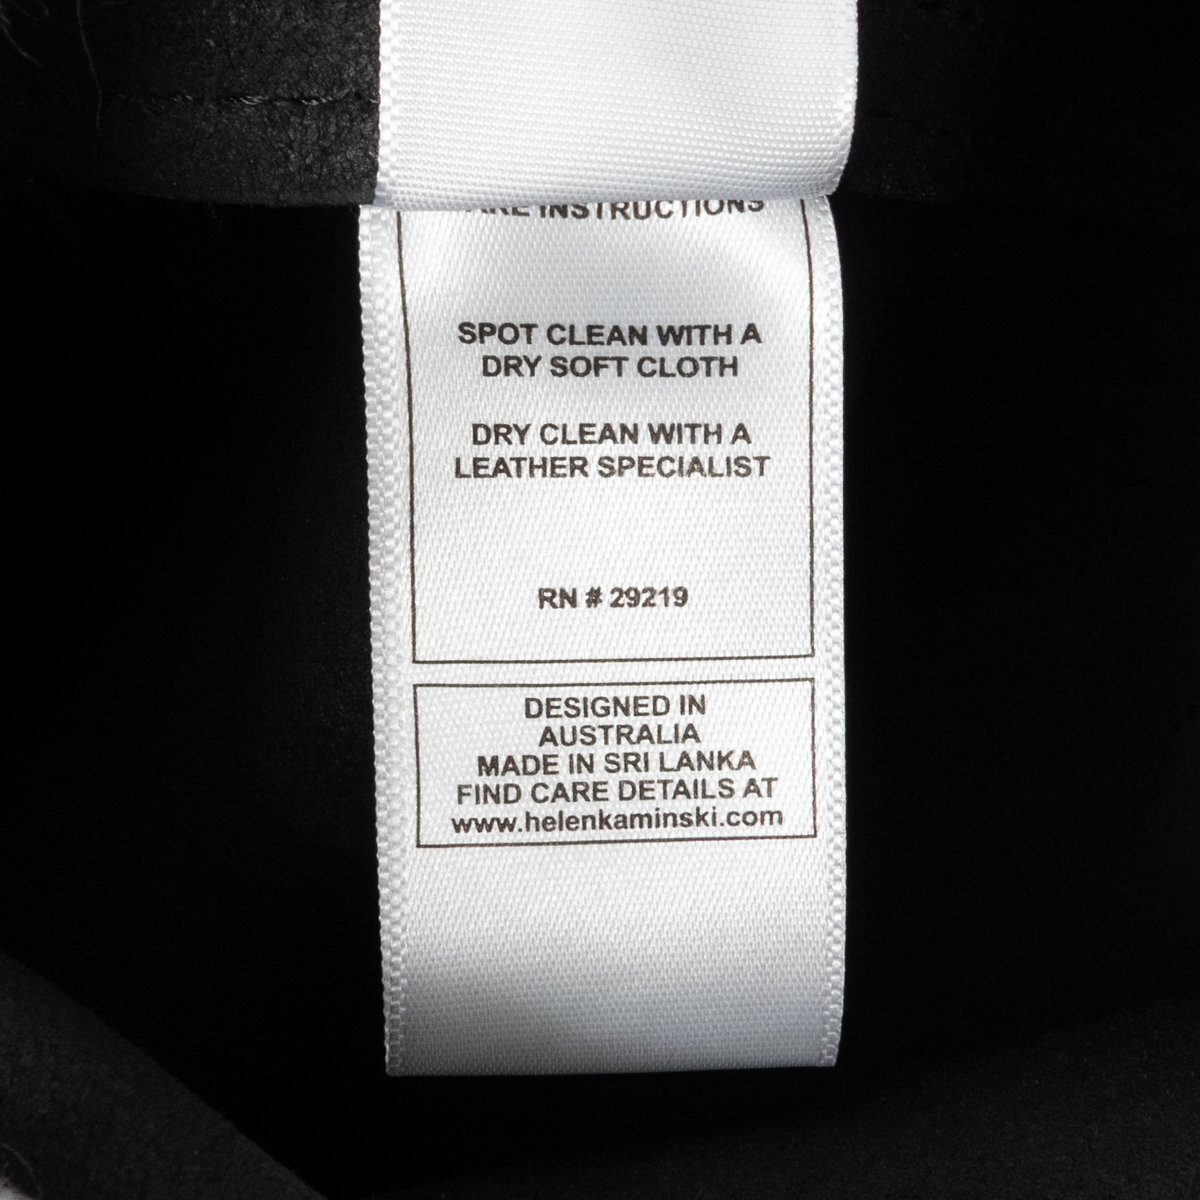 INSTRUCTIONS
SPOT CLEAN WITH A
DRY SOFT CLOTH
DRY CLEAN WITH A
LEATHER SPECIALIST
RN # 29219
DESIGNED IN
AUSTRALIA
MADE IN SRI LANKA
FIND CARE DETAILS AT
www.helenkaminski.com